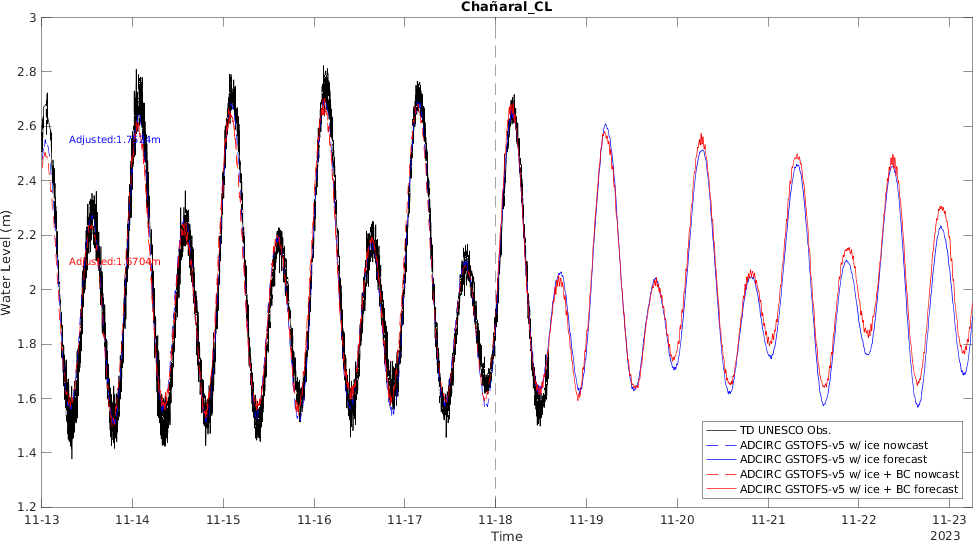 Chañaral_CL
3
2.8
2.6
2.4
2.2
2
1.8
1.6
1.4
1.2
Water Level (m)
11-13
11-14
11-15
11-16
11-17
11-18
11-19
11-20
11-21
11-22
11-23
2023
Time
TD UNESCO Obs.
ADCIRC GSTOFS-v5 w/ ice nowcast
ADCIRC GSTOFS-v5 w/ ice forecast
ADCIRC GSTOFS-v5 w/ ice + BC nowcast
ADCIRC GSTOFS-v5 w/ ice + BC forecast